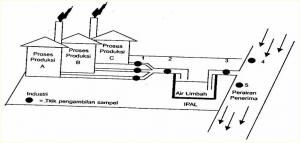 Proses
Produksi
C
Proses
Produksi
B
Proses
Produksi
A
1
2
3
4
5
Air Limbah
IPAL
Perairan
Penerima
Industri
= Titik pengambilan sampel